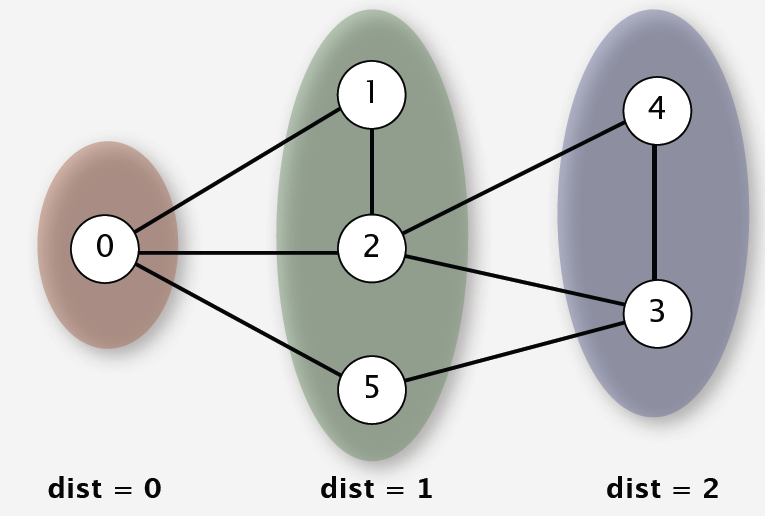 1
4
0
2
3
5
dist = 0
dist = 1
dist = 2